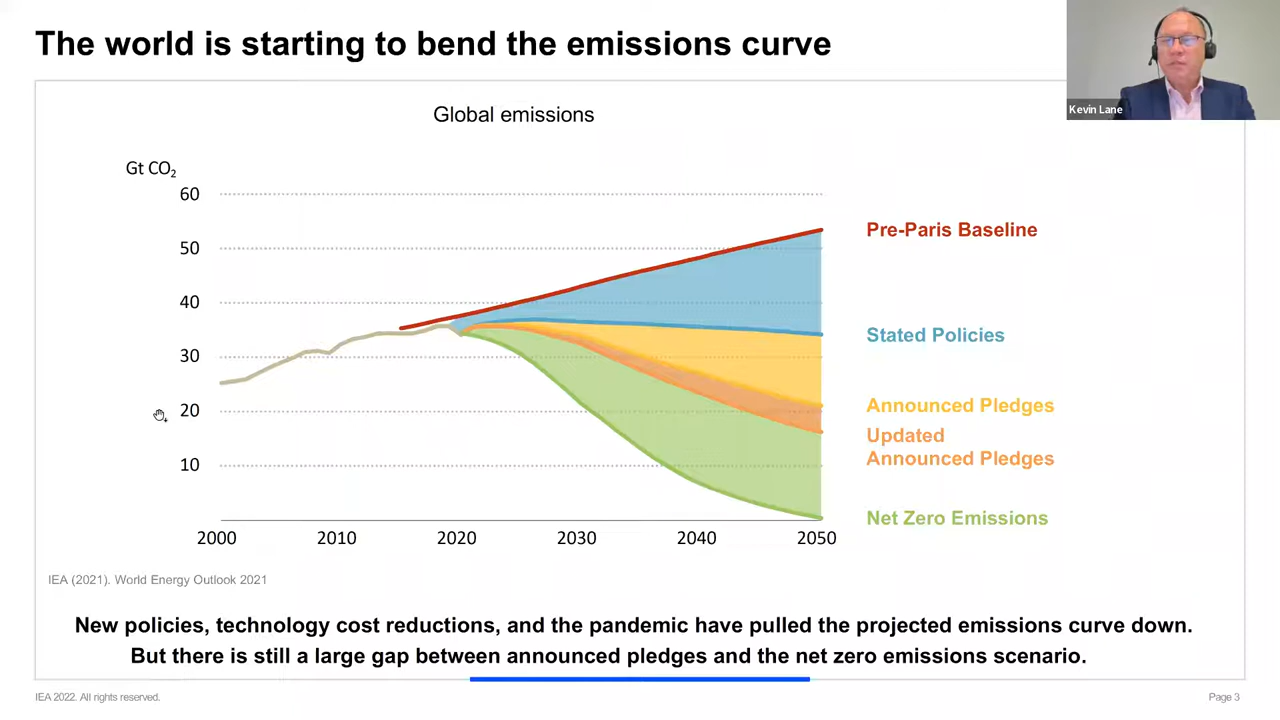 The world is starting to bend the emissions curve
Kevin Lane
Global emissions
Gt CO₂
60
50
40
30
20
10
2000 2010 2020 2030 2040 2050
Pre-Paris Baseline
Stated Policies
Announced Pledges
Updated
Announced Pledges
Net Zero Emissions
IEA (2021). World Energy Outlook 2021
New policies, technology cost reductions, and the pandemic have pulled the projected emissions curve down.
But there is still a large gap between announced pledges and the net zero emissions scenario.
IEA 2022. All rights reserved.
Page 3